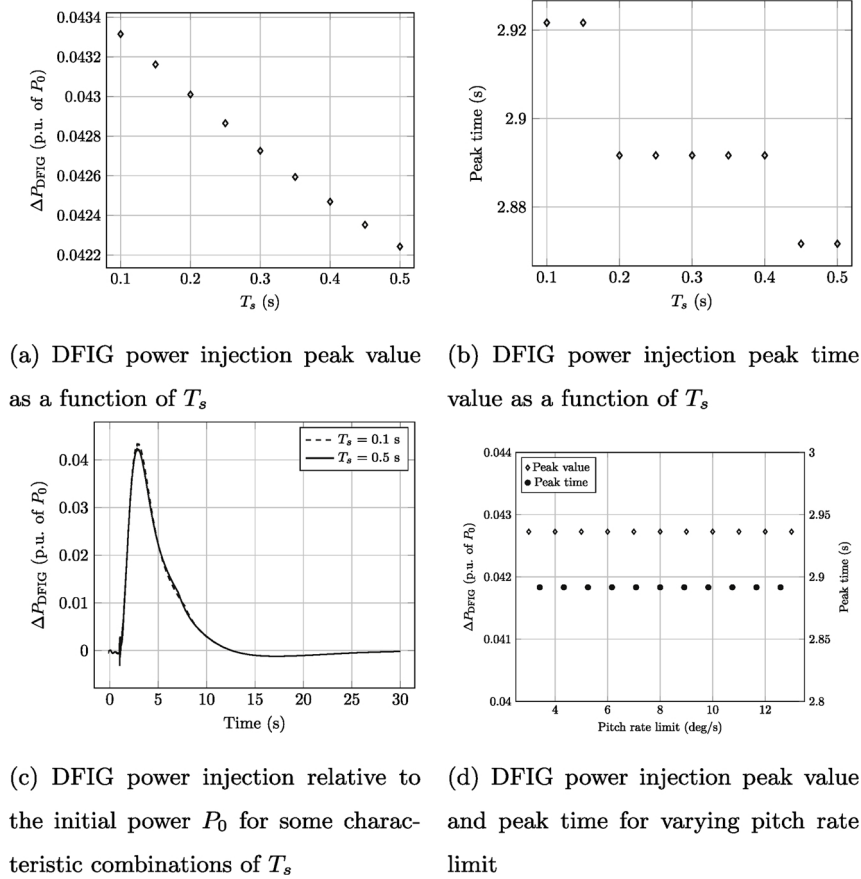 0.0434
0.0432
0.043
0.0428
0.0426
0.0424
0.0422
ΔP_DFIG (p.u. of P_0)
0.1 0.2 0.3 0.4 0.5
T_s (s)
2.92
2.9
2.88
Peak time (s)
0.1 0.2 0.3 0.4 0.5
T_s (s)
(a) DFIG power injection peak value
as a function of T_s
(b) DFIG power injection peak time
value as a function of T_s
T_s = 0.1 s
T_s = 0.5 s
0.04
0.03
0.02
0.01
0
ΔP_DFIG (p.u. of P_0)
0 5 10 15 20 25 30
Time (s)
Peak value
Peak time
0.044
0.043
0.042
0.041
0.04
ΔP_DFIG (p.u. of P_0)
3
2.95
2.9
2.85
2.8
Peak time (s)
4 6 8 10 12
Pitch rate limit (deg/s)
(c) DFIG power injection relative to
the initial power P_0 for some charac-
teristic combinations of T_s
(d) DFIG power injection peak value
and peak time for varying pitch rate
limit